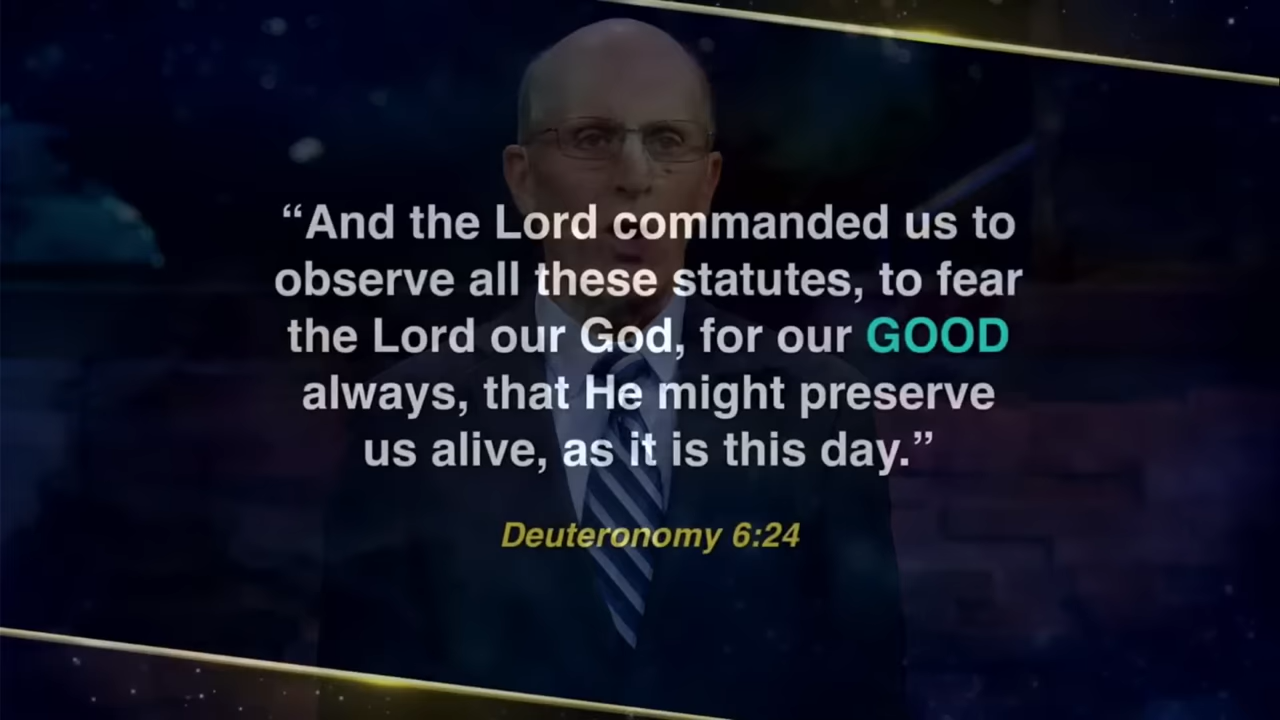 “And the Lord commanded us to
observe all these statutes, to fear
the Lord our God, for our GOOD
always, that He might preserve
us alive, as it is this day.”
Deuteronomy 6:24